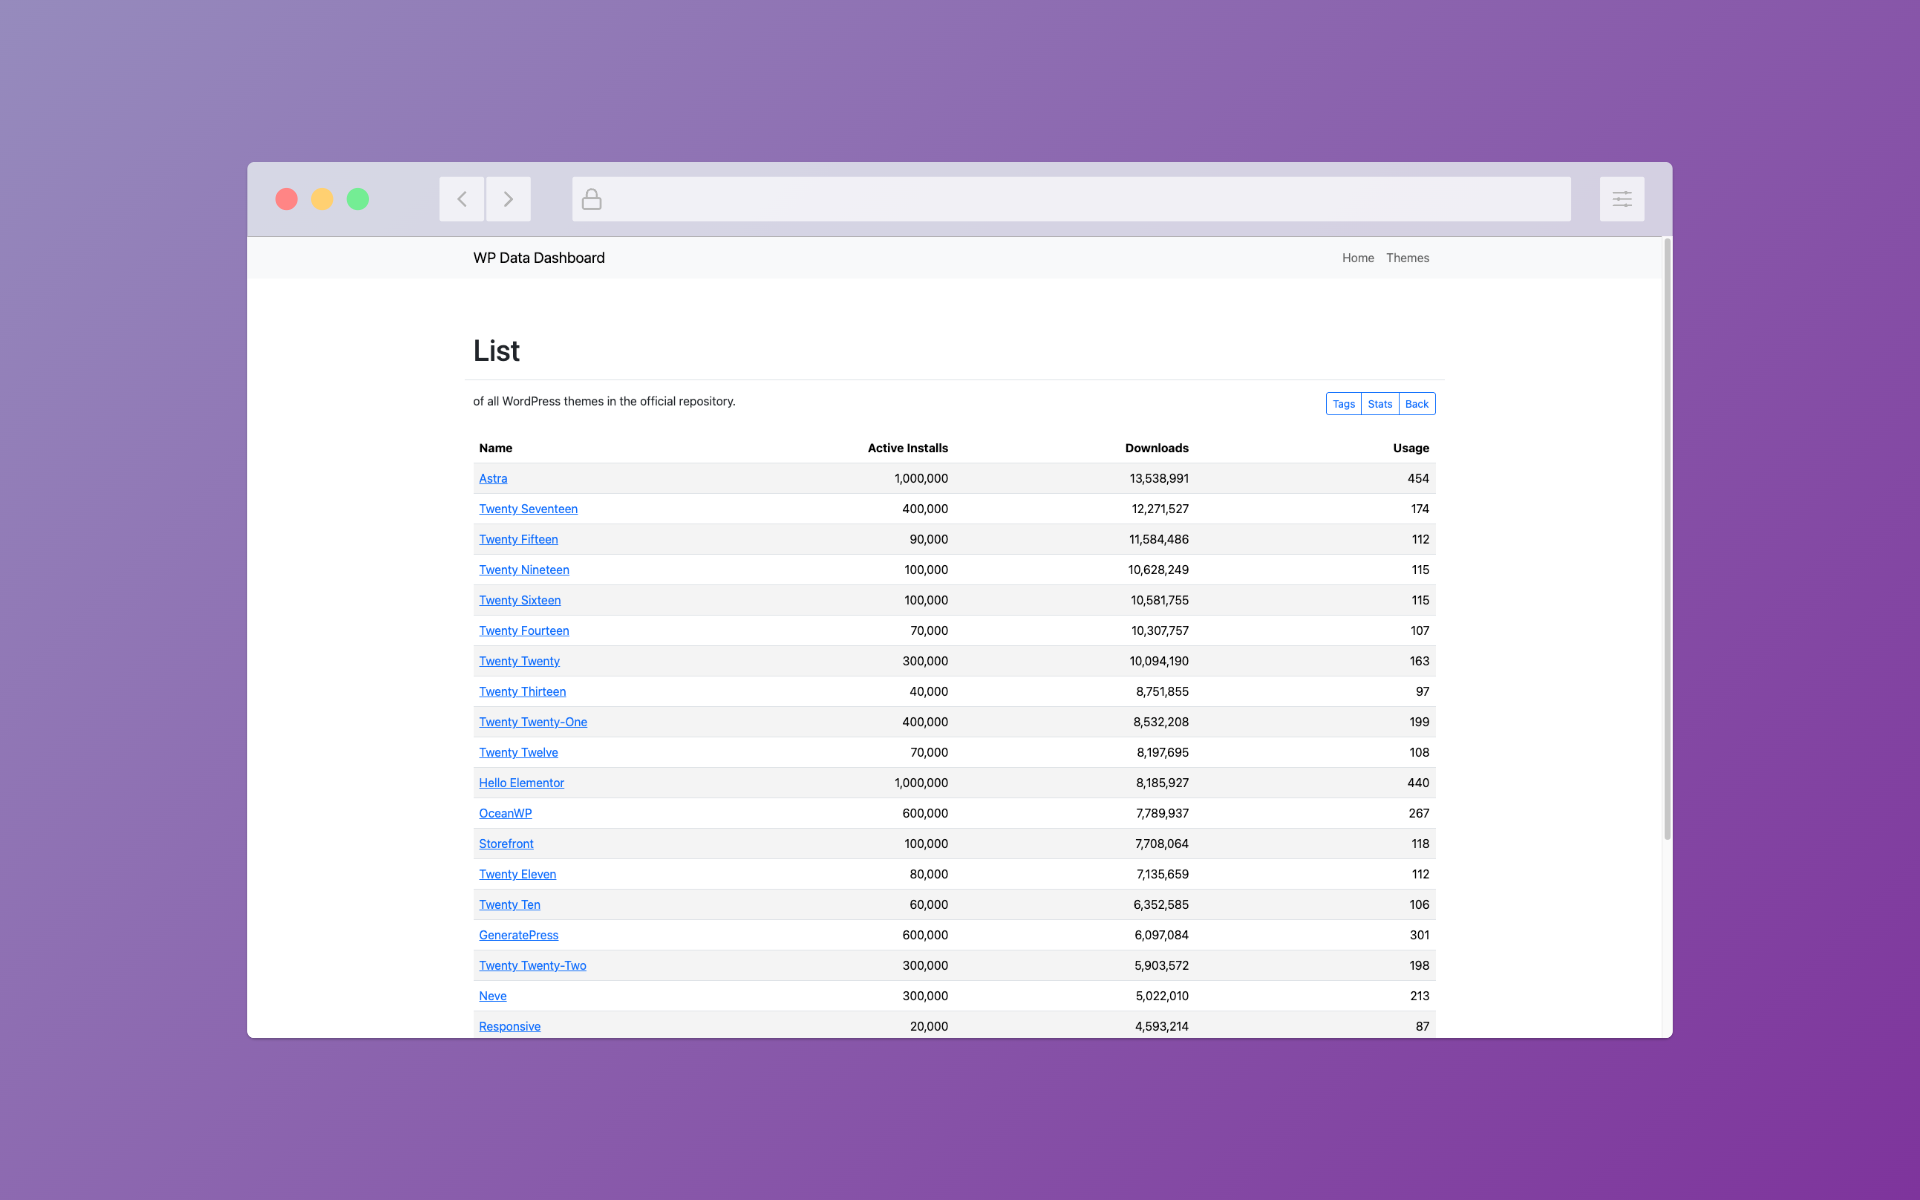 WP Data Dashboard Home Themes
List
of all WordPress themes in the official repository. Tags Stats Back
Name Active Installs Downloads Usage
Astra 1,000,000 13,538,991 454
Twenty Seventeen 400,000 12,271,527 174
Twenty Fifteen 90,000 11,584,486 112
Twenty Nineteen 100,000 10,628,249 115
Twenty Sixteen 100,000 10,581,755 115
Twenty Fourteen 70,000 10,307,757 107
Twenty Twenty 300,000 10,094,190 163
Twenty Thirteen 40,000 8,751,855 97
Twenty Twenty-One 400,000 8,532,208 199
Twenty Twelve 70,000 8,197,695 108
Hello Elementor 1,000,000 8,185,927 440
OceanWP 600,000 7,789,937 267
Storefront 100,000 7,708,064 118
Twenty Eleven 80,000 7,135,659 112
Twenty Ten 60,000 6,352,585 106
GeneratePress 600,000 6,097,084 301
Twenty Twenty-Two 300,000 5,903,572 198
Neve 300,000 5,022,010 213
Responsive 20,000 4,593,214 87